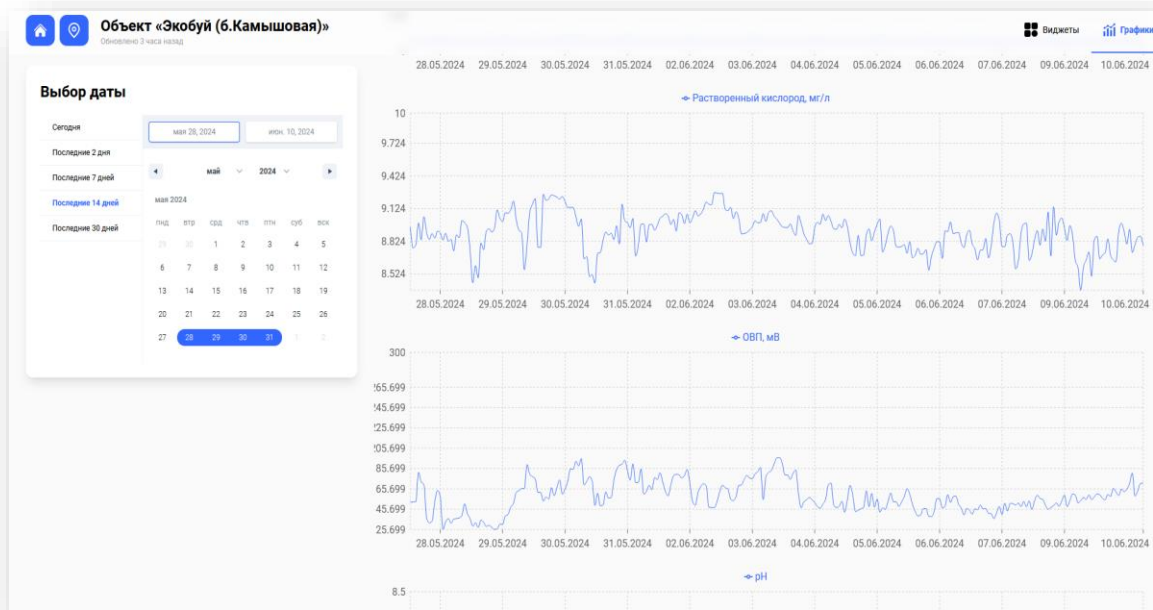 Объект «Экобуй (б.Камышовая)»
Обновлено 3 часа назад
Виджеты
Графики
Выбор даты
Сегодня
Последние 2 дня
Последние 7 дней
Последние 14 дней
Последние 30 дней
мая 28, 2024 июн. 10, 2024
май 2024
мая 2024
пнд втр срд чтв птн суб вск
29 30 1 2 3 4 5
6 7 8 9 10 11 12
13 14 15 16 17 18 19
20 21 22 23 24 25 26
27 28 29 30 31 1 2
28.05.2024 29.05.2024 30.05.2024 31.05.2024 02.06.2024 03.06.2024 04.06.2024 05.06.2024 06.06.2024 07.06.2024 09.06.2024 10.06.2024
Растворенный кислород, мг/л
10
9.724
9.424
9.124
8.824
8.524
28.05.2024 29.05.2024 30.05.2024 31.05.2024 02.06.2024 03.06.2024 04.06.2024 05.06.2024 06.06.2024 07.06.2024 09.06.2024 10.06.2024
ОВП, мВ
300
65.699
45.699
25.699
05.699
85.699
65.699
45.699
25.699
28.05.2024 29.05.2024 30.05.2024 31.05.2024 02.06.2024 03.06.2024 04.06.2024 05.06.2024 06.06.2024 07.06.2024 09.06.2024 10.06.2024
pH
8.5